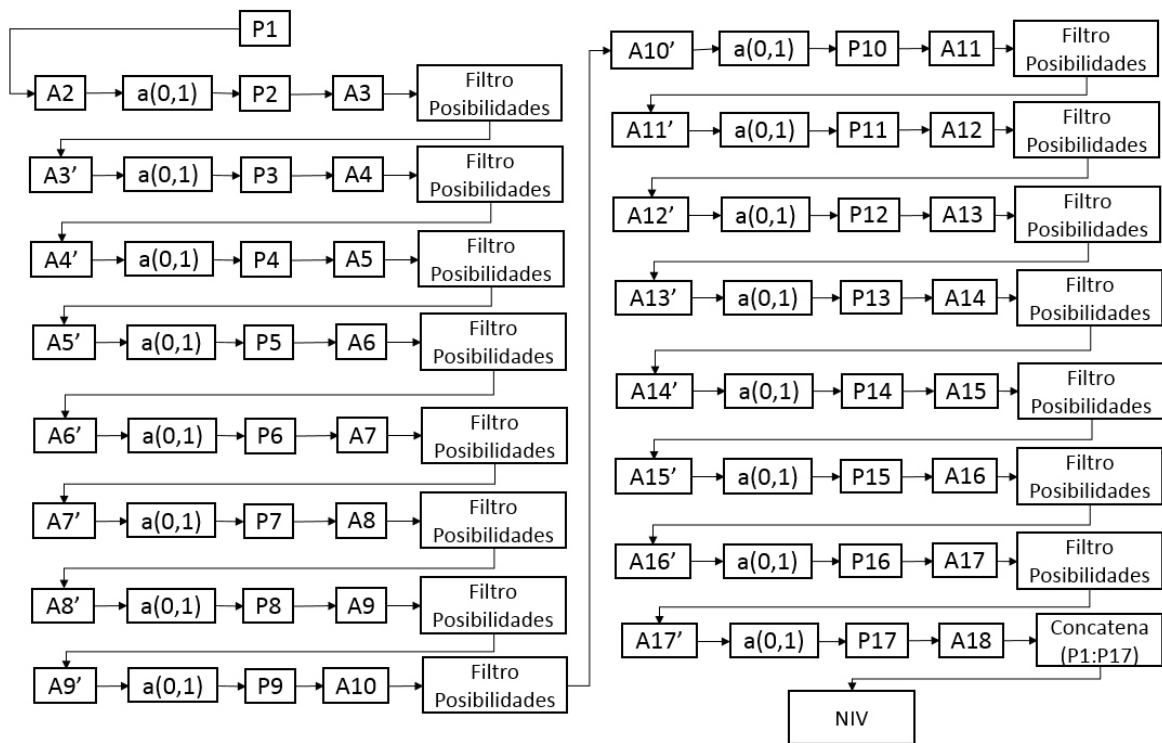 P1
A2
a(0,1)
P2
A3
Filtro
Posibilidades
A3’
a(0,1)
P3
A4
Filtro
Posibilidades
A4’
a(0,1)
P4
A5
Filtro
Posibilidades
A5’
a(0,1)
P5
A6
Filtro
Posibilidades
A6’
a(0,1)
P6
A7
Filtro
Posibilidades
A7’
a(0,1)
P7
A8
Filtro
Posibilidades
A8’
a(0,1)
P8
A9
Filtro
Posibilidades
A9’
a(0,1)
P9
A10
Filtro
Posibilidades
A10’
a(0,1)
P10
A11
Filtro
Posibilidades
A11’
a(0,1)
P11
A12
Filtro
Posibilidades
A12’
a(0,1)
P12
A13
Filtro
Posibilidades
A13’
a(0,1)
P13
A14
Filtro
Posibilidades
A14’
a(0,1)
P14
A15
Filtro
Posibilidades
A15’
a(0,1)
P15
A16
Filtro
Posibilidades
A16’
a(0,1)
P16
A17
Filtro
Posibilidades
A17’
a(0,1)
P17
A18
Concatena
(P1:P17)
NIV